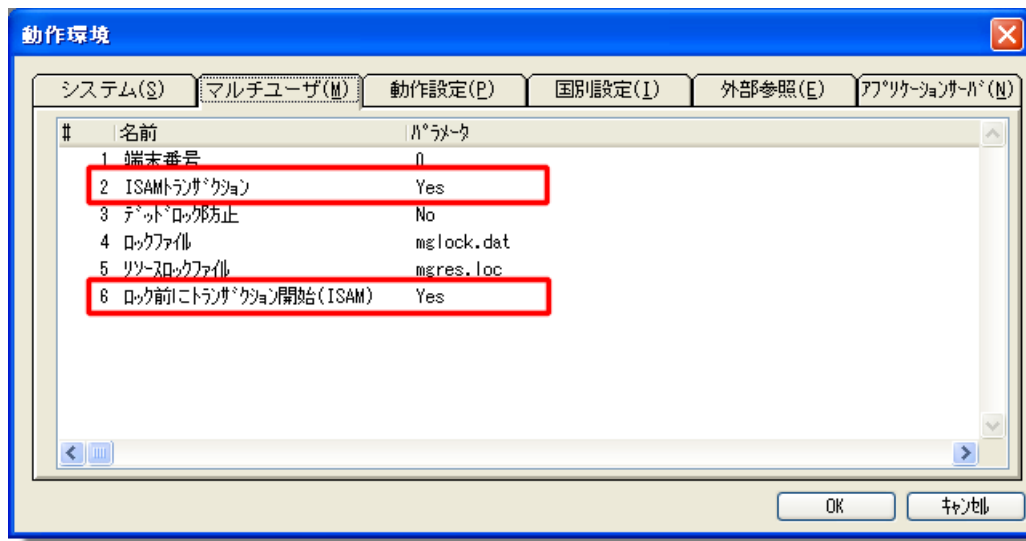 動作環境
システム(S) マルチユーザ(M) 動作設定(P) 国別設定(I) 外部参照(E) ｱﾌﾟﾘｹｰｼｮﾝｻｰﾊﾞ(N)
# 名前 ﾊﾟﾗﾒｰﾀ
1 端末番号 0
2 ISAMﾄﾗﾝｻﾞｸｼｮﾝ Yes
3 ﾃﾞｯﾄﾞﾛｯｸ防止 No
4 ﾛｯｸﾌｧｲﾙ mglock.dat
5 ﾘｿｰｽﾛｯｸﾌｧｲﾙ mgres.loc
6 ﾛｯｸ前にﾄﾗﾝｻﾞｸｼｮﾝ開始(ISAM) Yes
OK ｷｬﾝｾﾙ